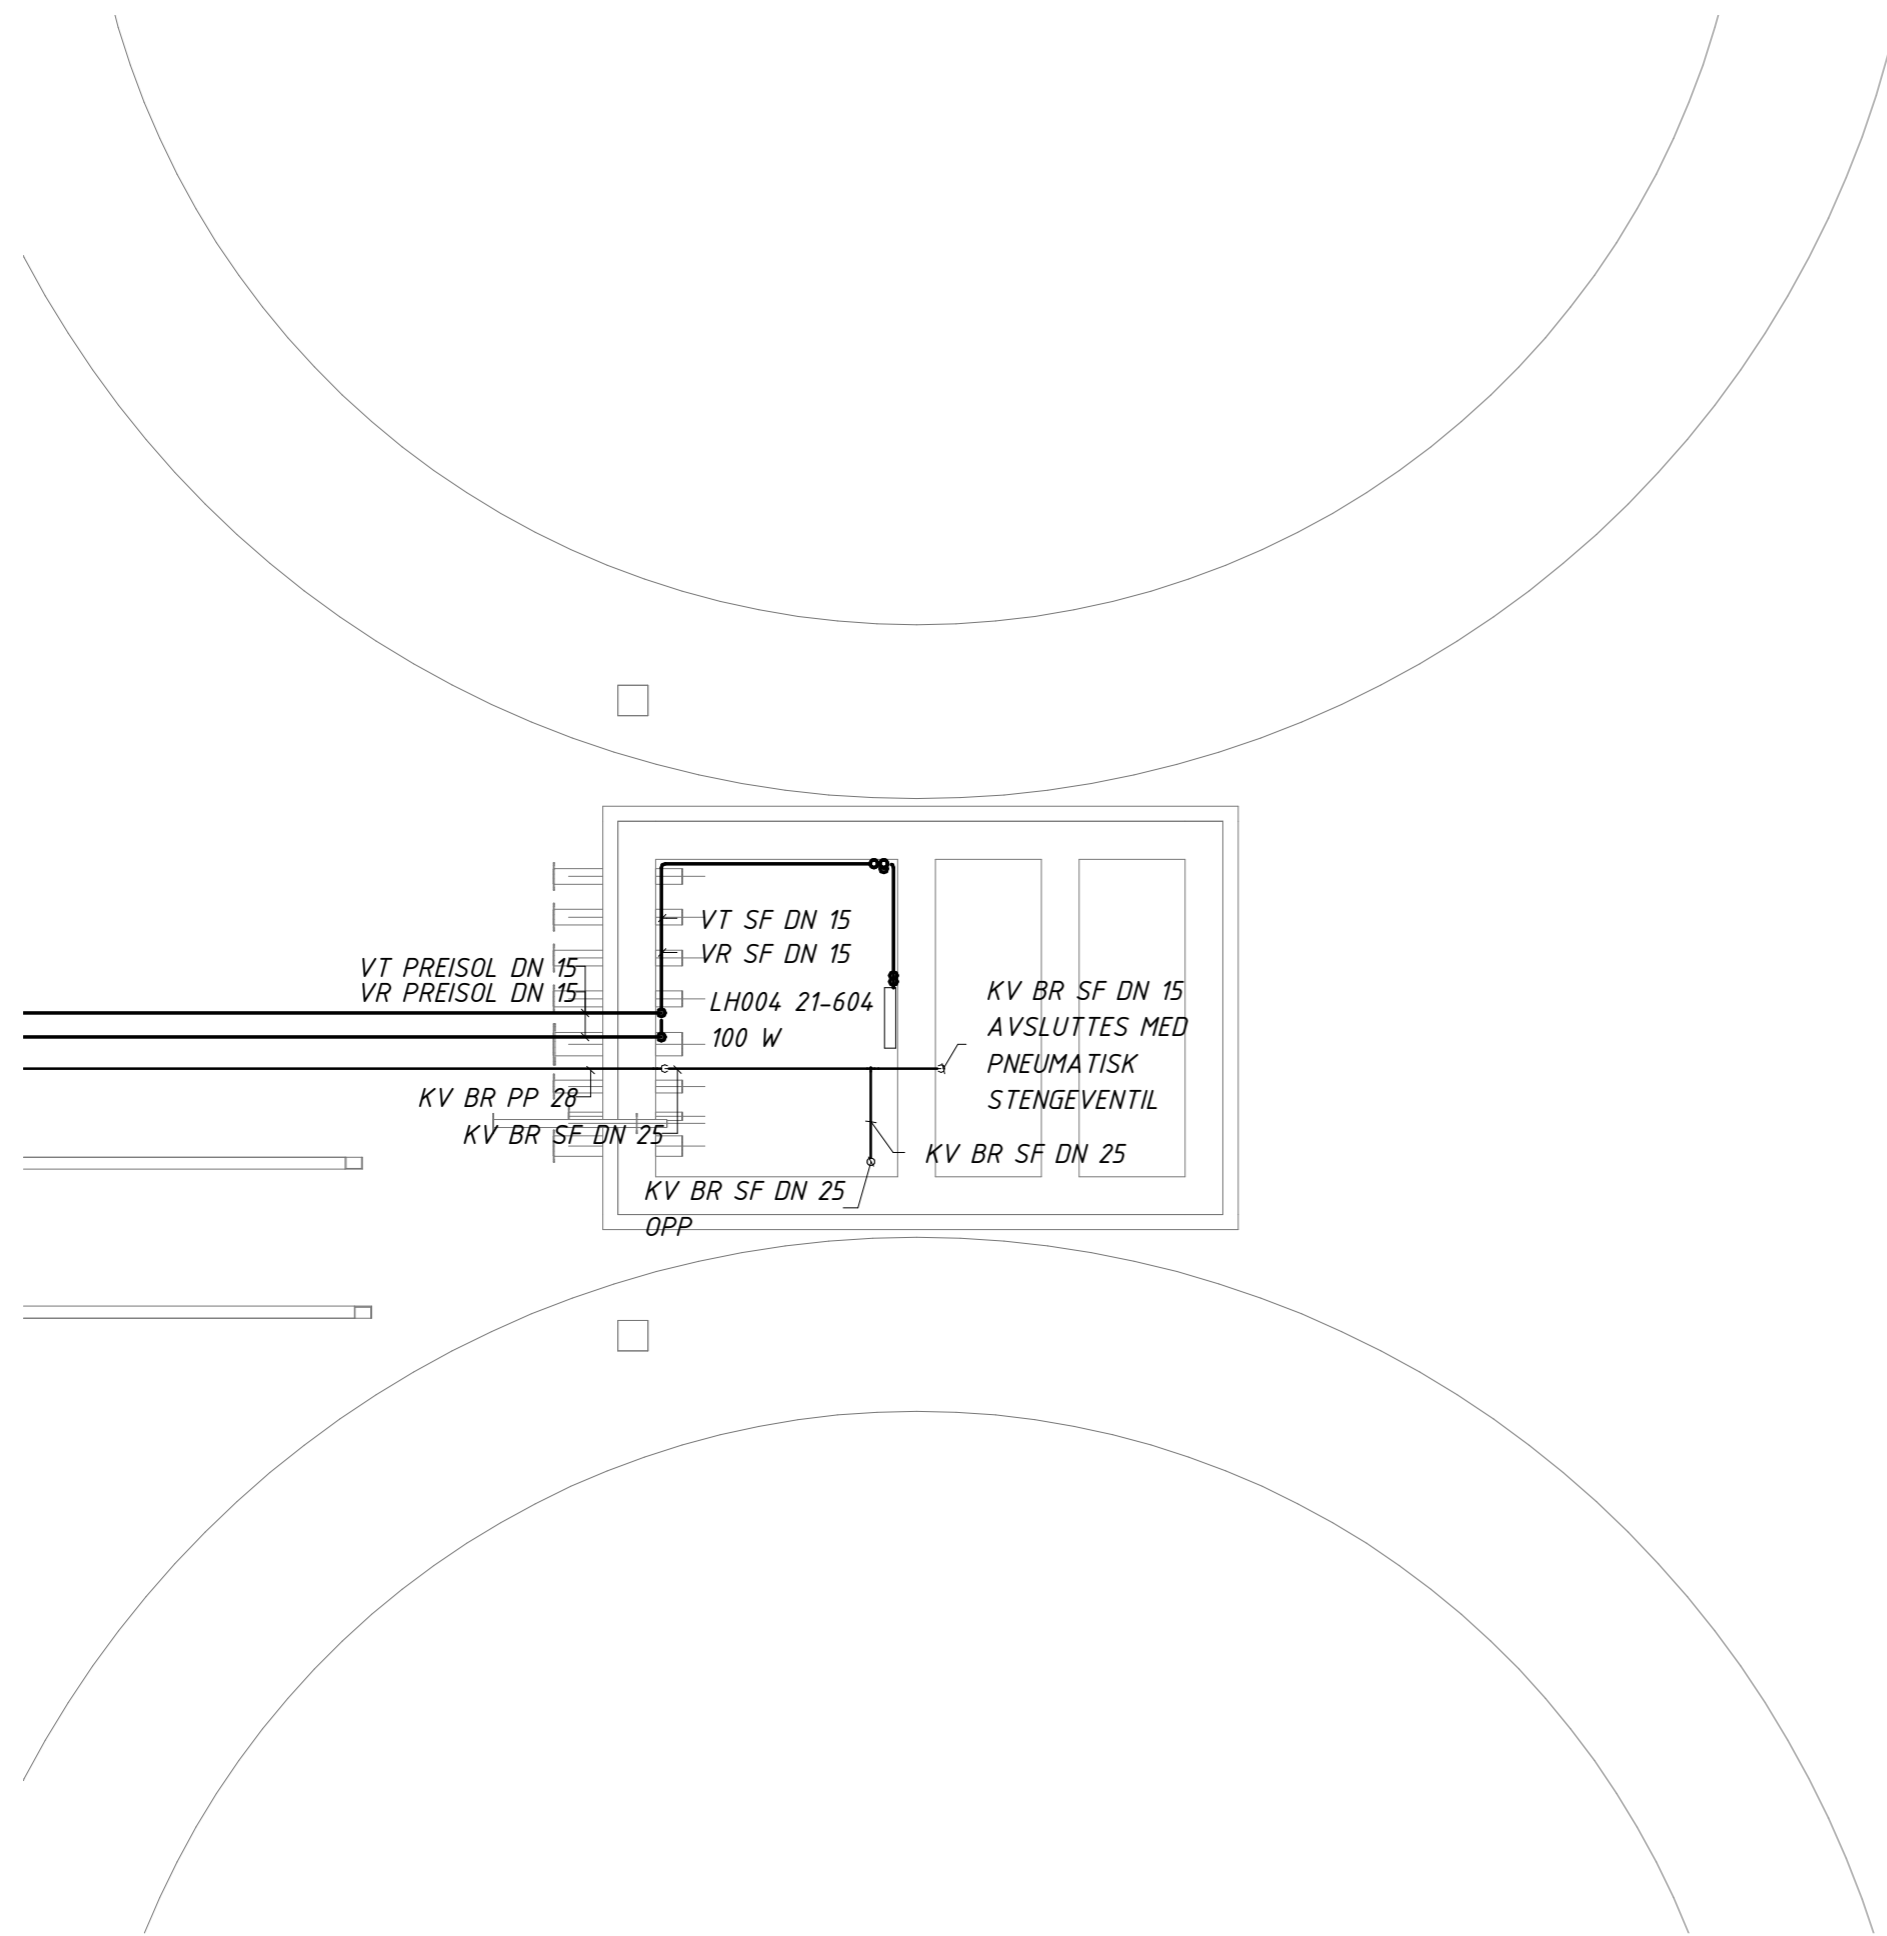 VT SF DN 15
VR SF DN 15
VT PREISOL DN 15
VR PREISOL DN 15
LH004 21-604
100 W
KV BR SF DN 15
AVSLUTTES MED
PNEUMATISK
STENGEVENTIL
KV BR PP 28
KV BR SF DN 25
KV BR SF DN 25
KV BR SF DN 25
OPP